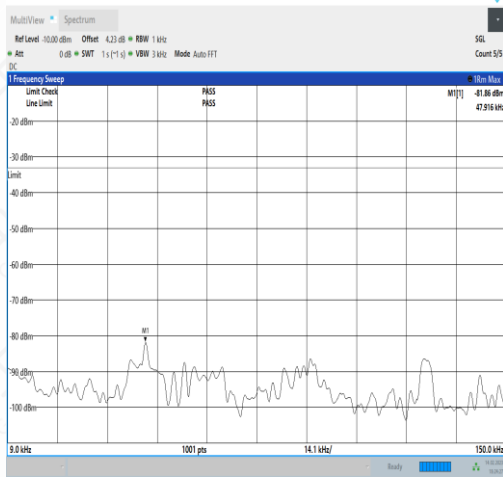 MultiView Spectrum
Ref Level -10.00 dBm Offset 4.23 dB RBW 1 kHz SGL
Att 0 dB SWT 1 s (~1 s) VBW 3 kHz Mode Auto FFT Count 5/5
DC
1 Frequency Sweep 1Rm Max
Limit Check PASS M1[1] -81.86 dBm
Line Limit PASS 47.916 kHz
-20 dBm
-30 dBm
Limit
-40 dBm
-50 dBm
-60 dBm
-70 dBm
-80 dBm
M1
-90 dBm
-100 dBm
9.0 kHz 1001 pts 14.1 kHz/ 150.0 kHz
Ready